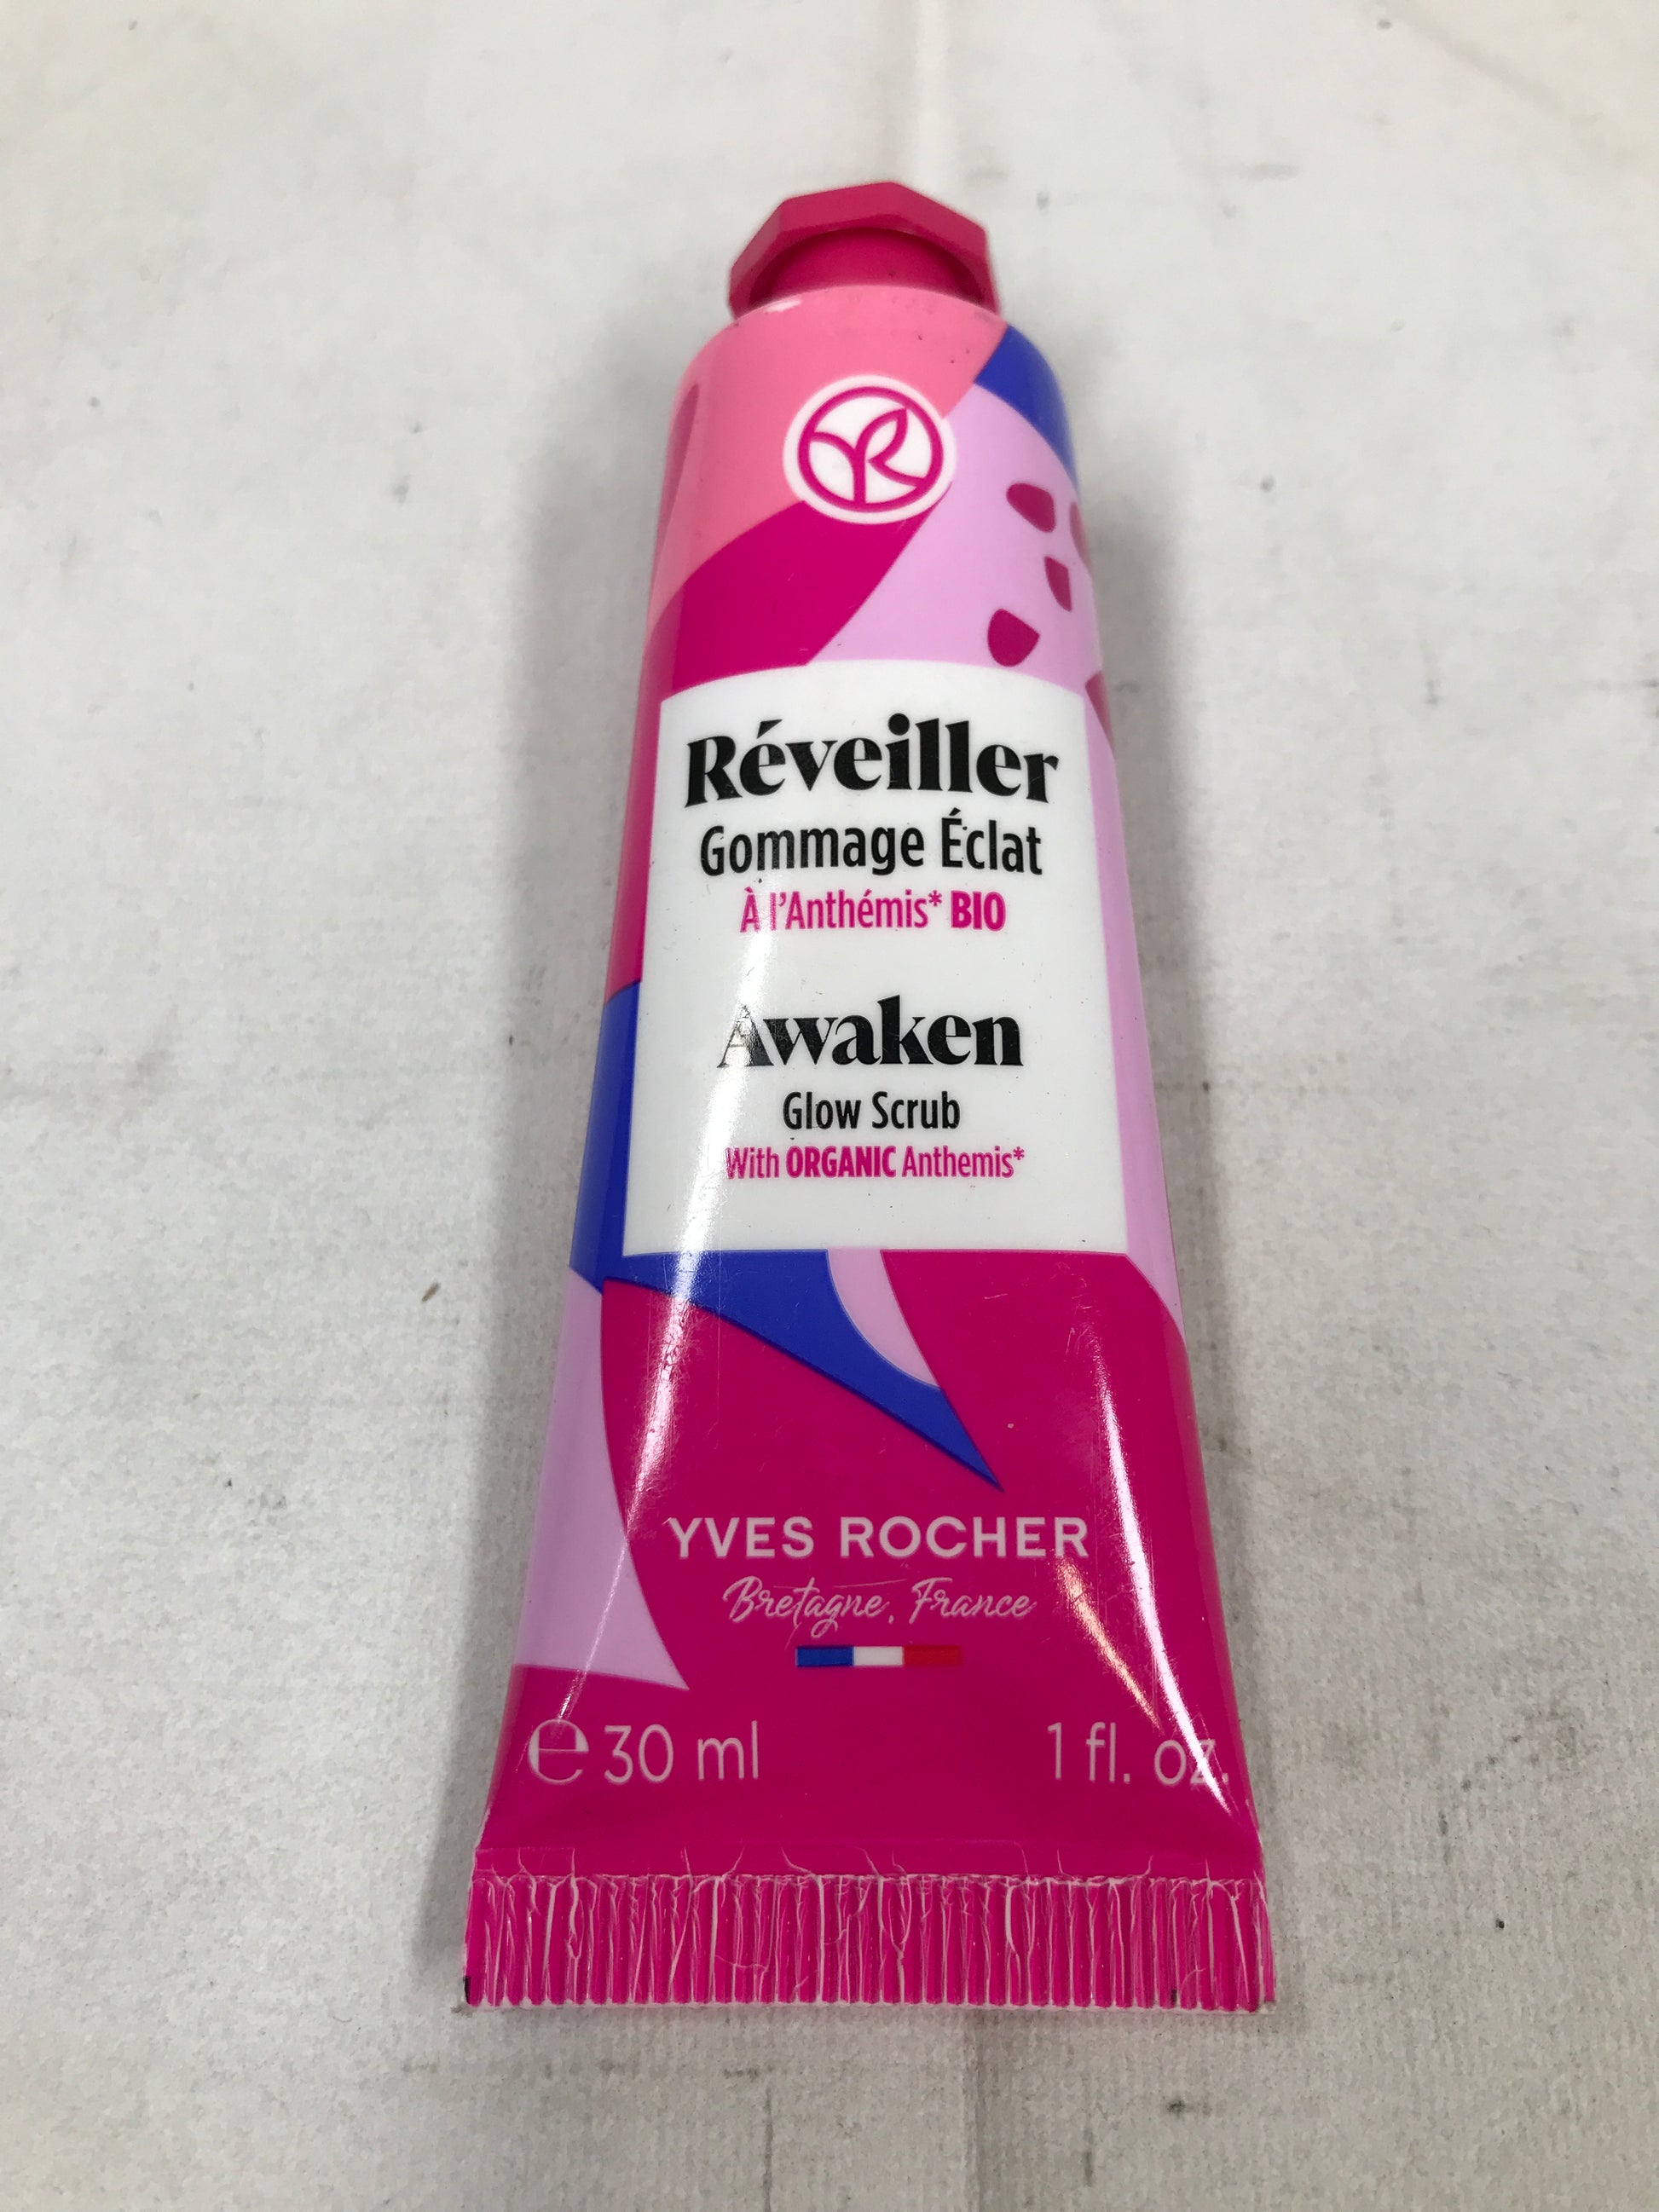 YR
Réveiller
Gommage Éclat
À l'Anthémis* BIO
Awaken
Glow Scrub
With ORGANIC Anthemis*
YVES ROCHER
Bretagne, France
℮ 30 ml 1 fl. oz.